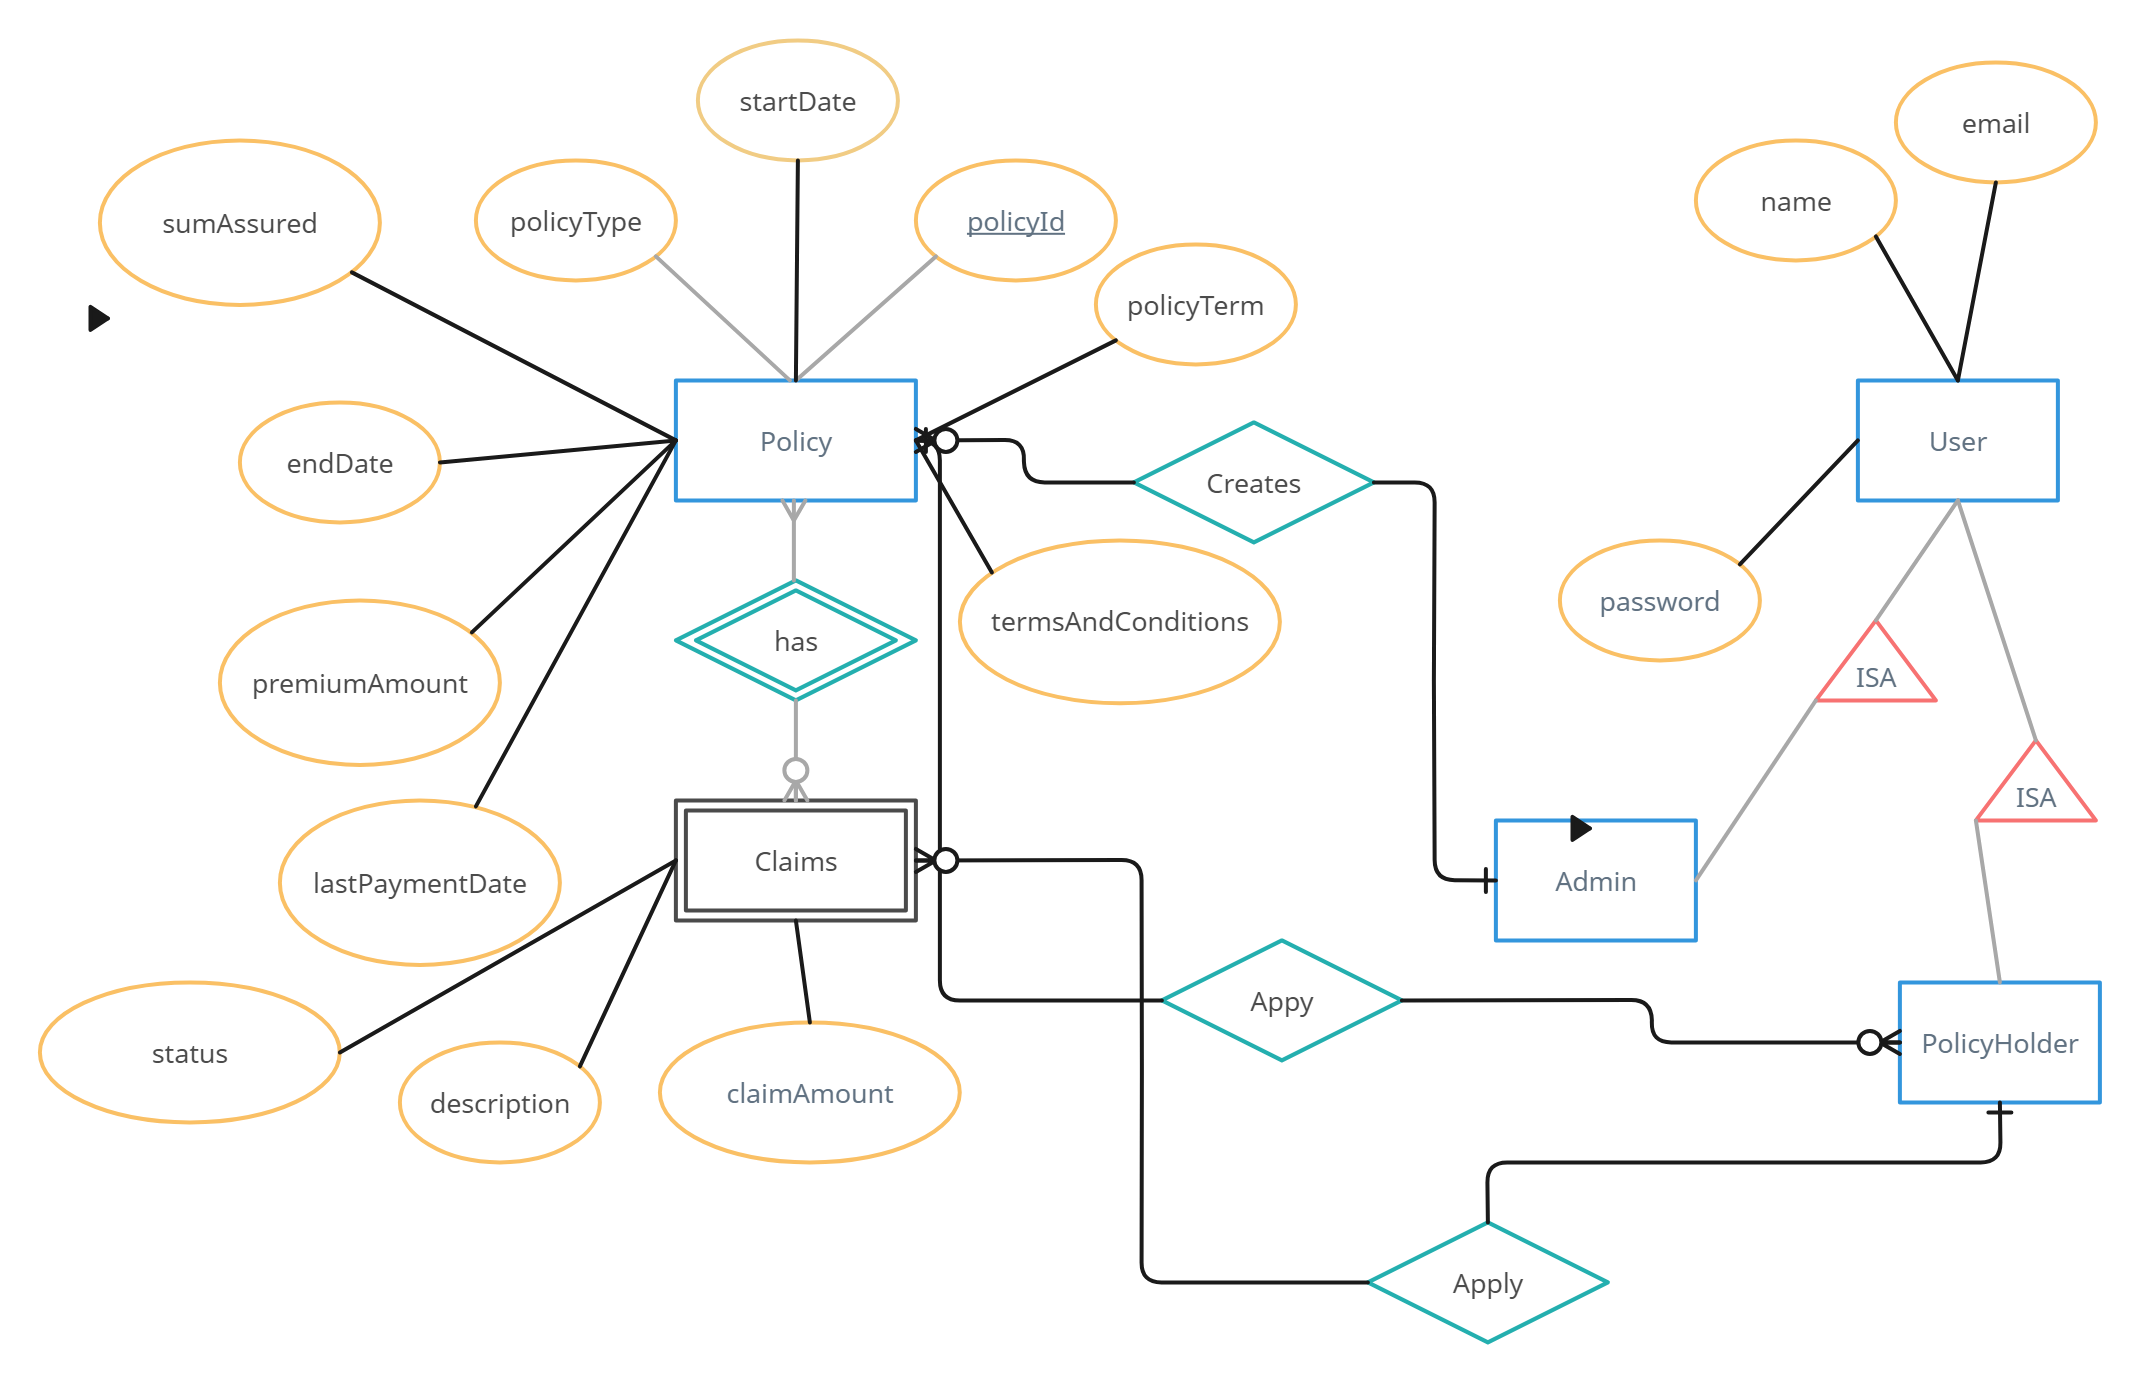 startDate
email
sumAssured
policyType
policyId
name
policyTerm
Policy
User
endDate
Creates
password
termsAndConditions
has
premiumAmount
ISA
ISA
Claims
Admin
lastPaymentDate
Appy
PolicyHolder
status
description
claimAmount
Apply